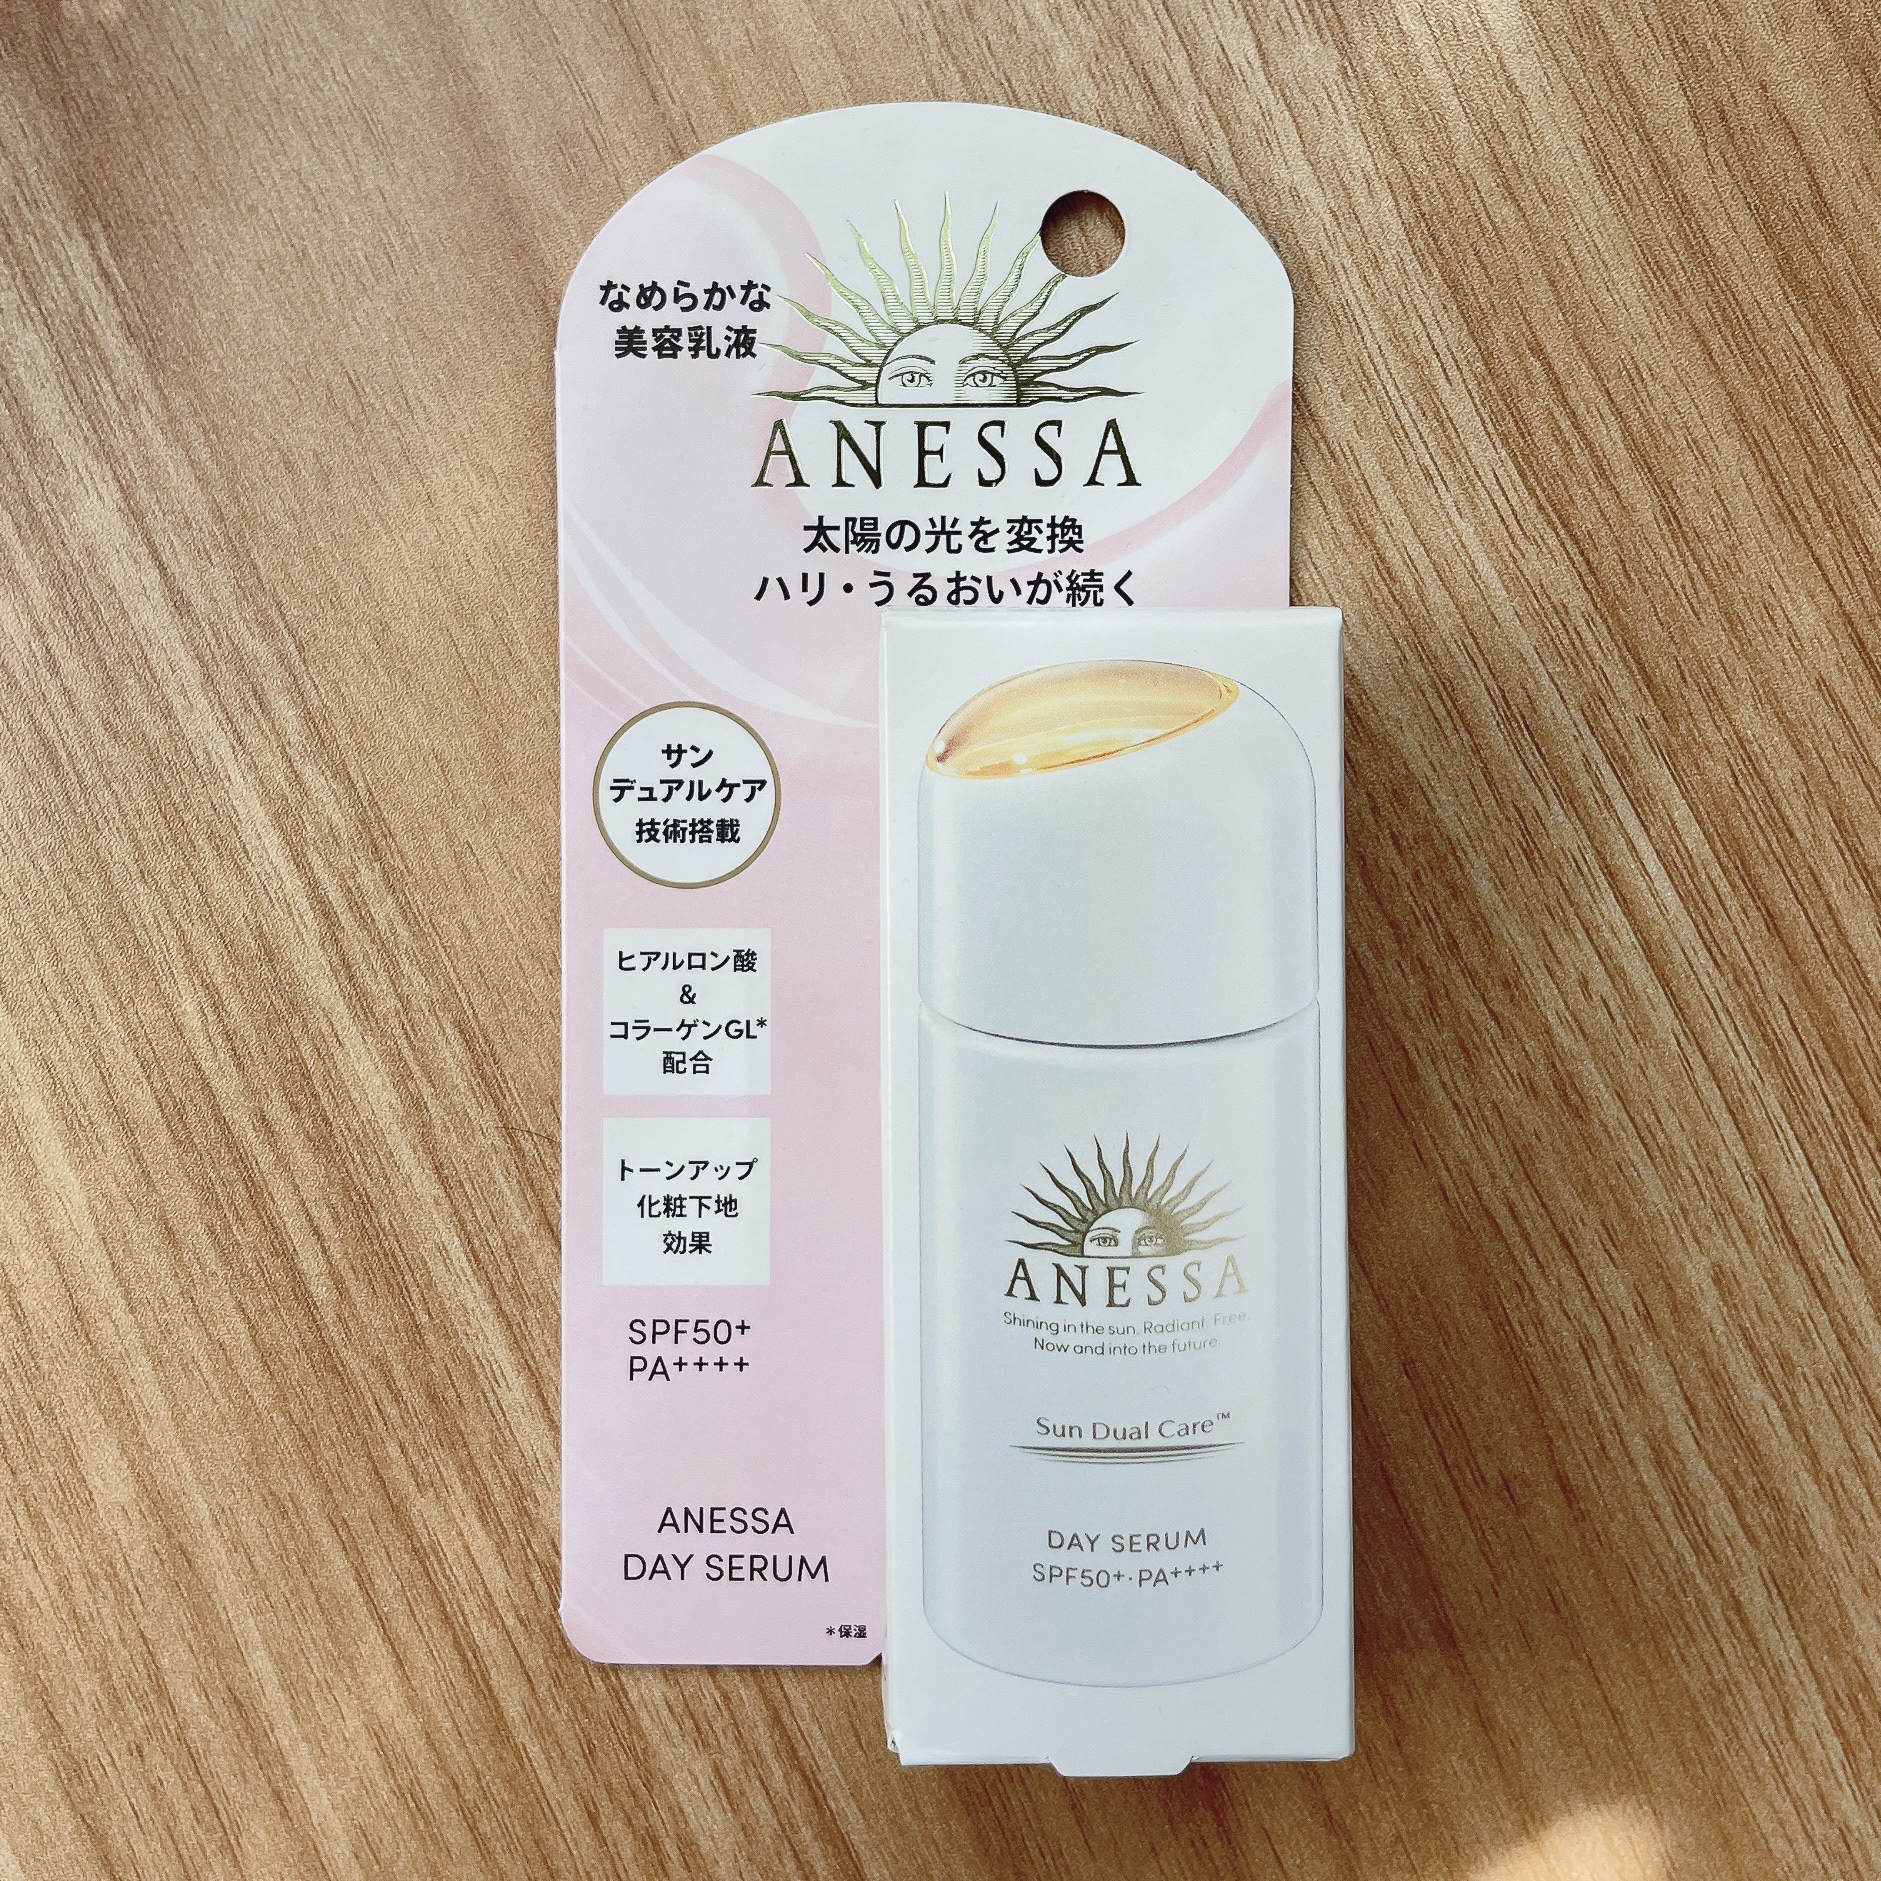 なめらかな
美容乳液
ANESSA
太陽の光を変換
ハリ・うるおいが続く
サン
デュアルケア
技術搭載
ヒアルロン酸
&
コラーゲンGL*
配合
トーンアップ
化粧下地
効果
SPF50+
PA++++
ANESSA
DAY SERUM
*保湿
ANESSA
Shining in the sun. Radiant. Free.
Now and into the future.
Sun Dual Care™
DAY SERUM
SPF50+・PA++++